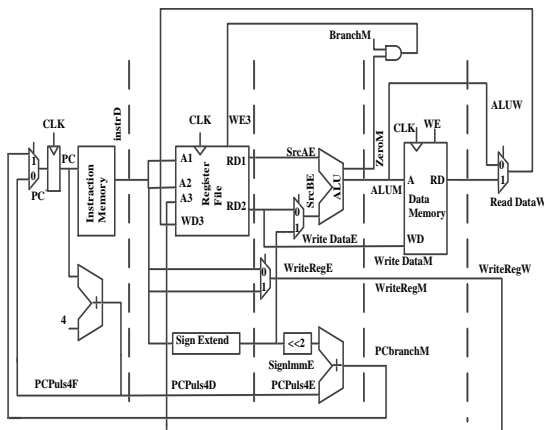 BranchM
instrD
CLK
WE3
ZeroM
ALUW
CLK
WE
CLK
PC
1
0
PC
Instraction
Memory
A1
A2
A3
WD3
Register
File
RD1
RD2
SrcAE
SrcBE
0
1
ALU
ALUM
A
RD
Data
Memory
WD
0
1
Read DataW
Write DataE
Write DataM
0
1
WriteRegE
WriteRegM
WriteRegW
4
+
Sign Extend
<<2
SignlmmE
+
PCbranchM
PCPuls4F
PCPuls4D
PCPuls4E